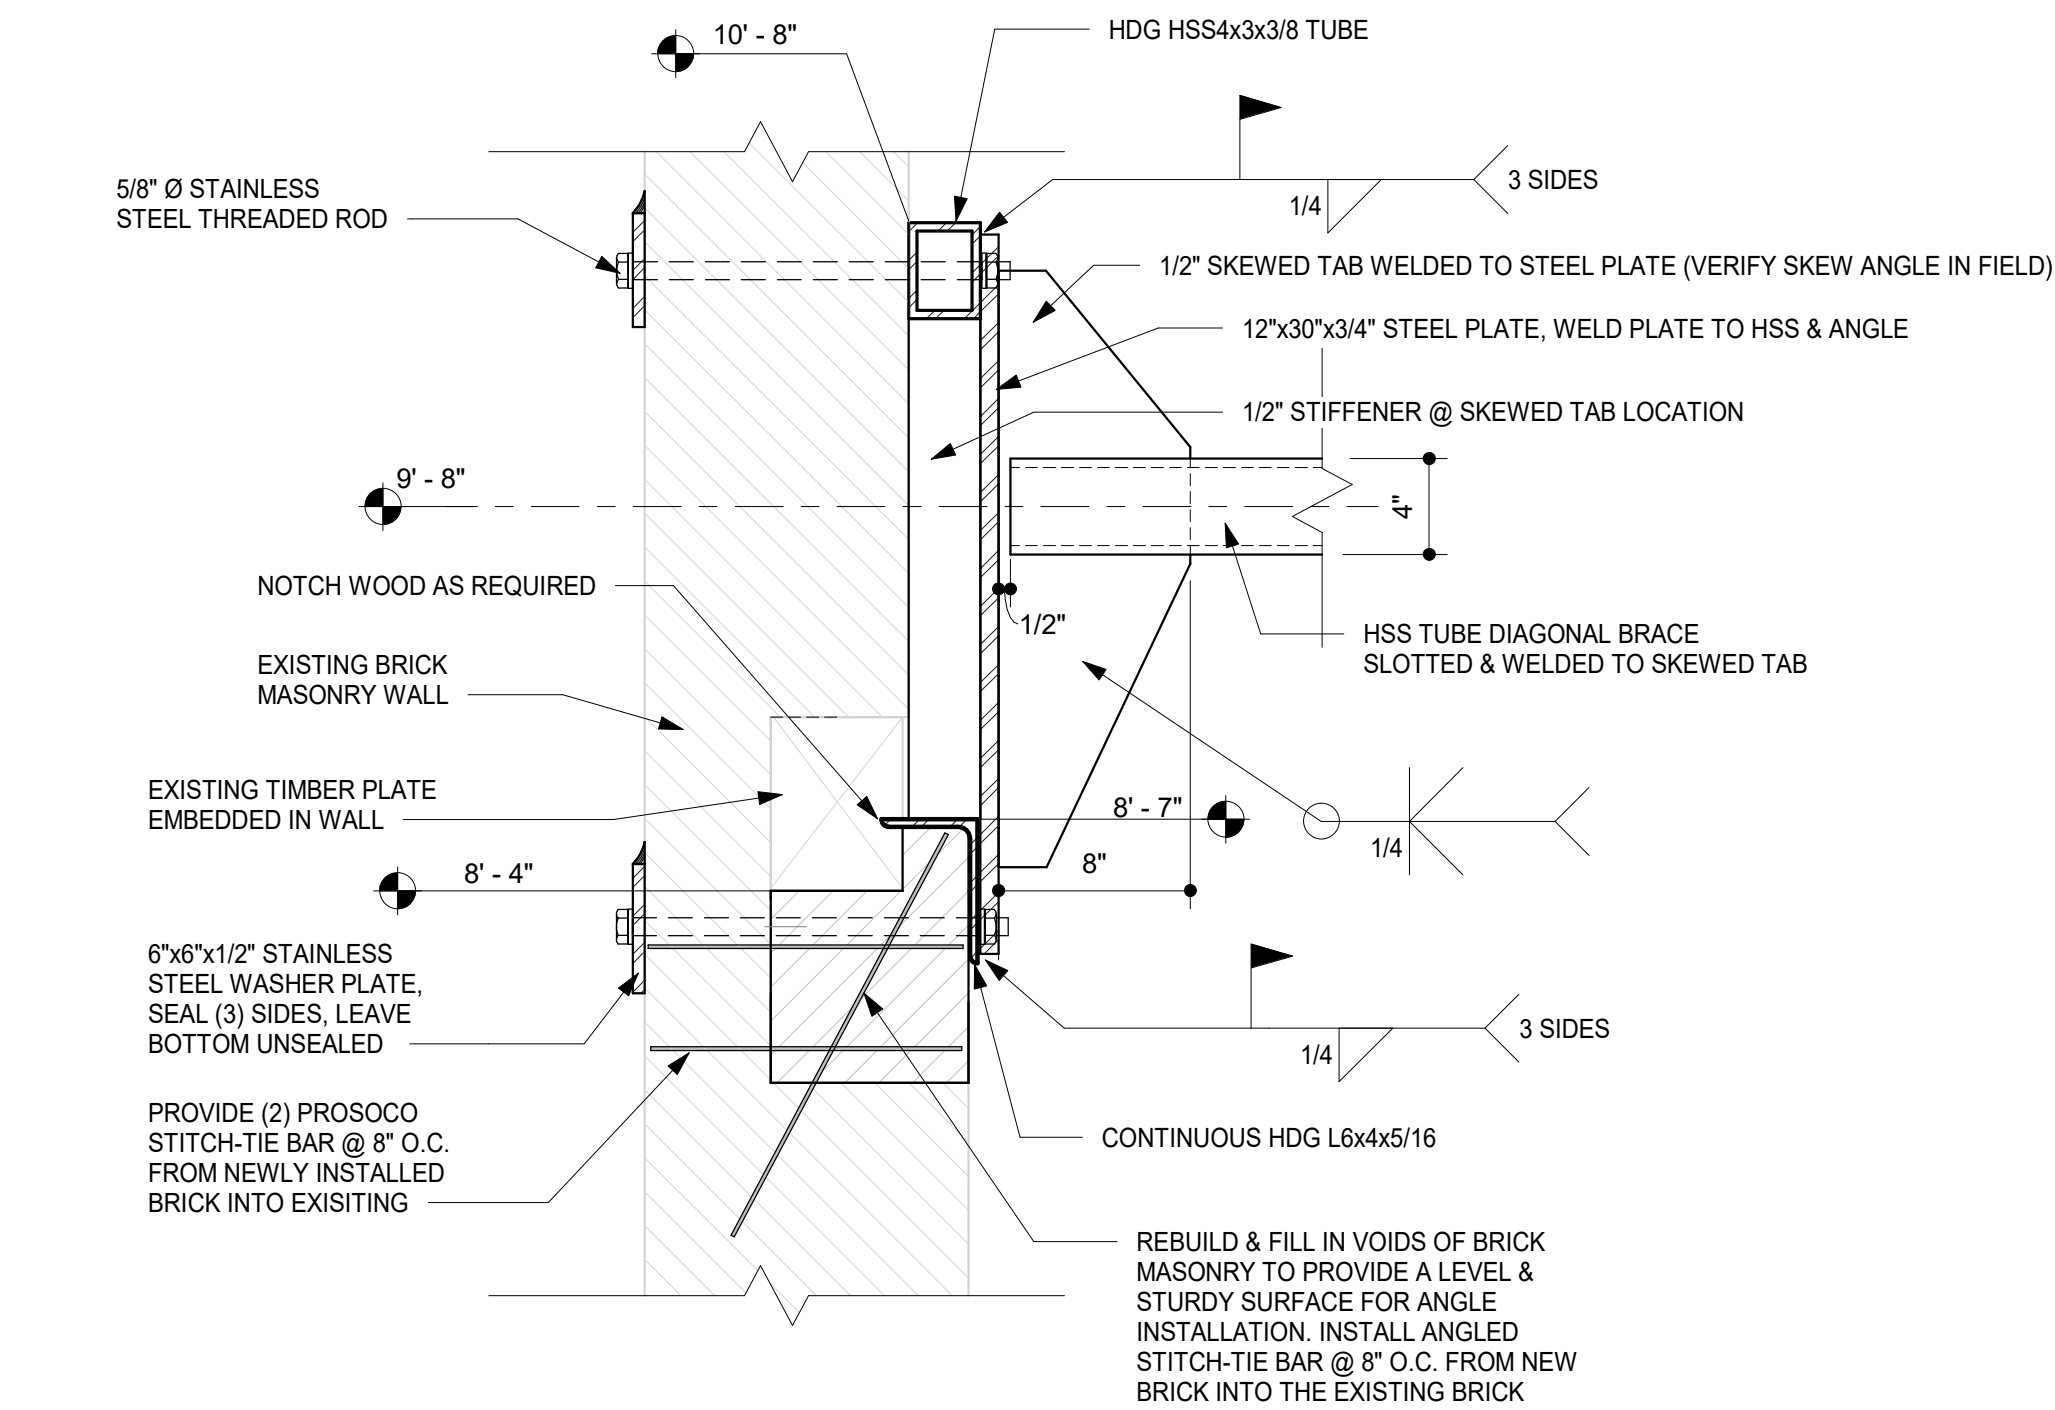 10' - 8"
HDG HSS4x3x3/8 TUBE
5/8" Ø STAINLESS
STEEL THREADED ROD
3 SIDES
1/4
1/2" SKEWED TAB WELDED TO STEEL PLATE (VERIFY SKEW ANGLE IN FIELD)
12"x30"x3/4" STEEL PLATE, WELD PLATE TO HSS & ANGLE
1/2" STIFFENER @ SKEWED TAB LOCATION
9' - 8"
4"
NOTCH WOOD AS REQUIRED
1/2"
HSS TUBE DIAGONAL BRACE
SLOTTED & WELDED TO SKEWED TAB
EXISTING BRICK
MASONRY WALL
EXISTING TIMBER PLATE
EMBEDDED IN WALL
8' - 7"
1/4
8' - 4"
8"
6"x6"x1/2" STAINLESS
STEEL WASHER PLATE,
SEAL (3) SIDES, LEAVE
BOTTOM UNSEALED
3 SIDES
1/4
PROVIDE (2) PROSOCO
STITCH-TIE BAR @ 8" O.C.
FROM NEWLY INSTALLED
BRICK INTO EXISITING
CONTINUOUS HDG L6x4x5/16
REBUILD & FILL IN VOIDS OF BRICK
MASONRY TO PROVIDE A LEVEL &
STURDY SURFACE FOR ANGLE
INSTALLATION. INSTALL ANGLED
STITCH-TIE BAR @ 8" O.C. FROM NEW
BRICK INTO THE EXISTING BRICK